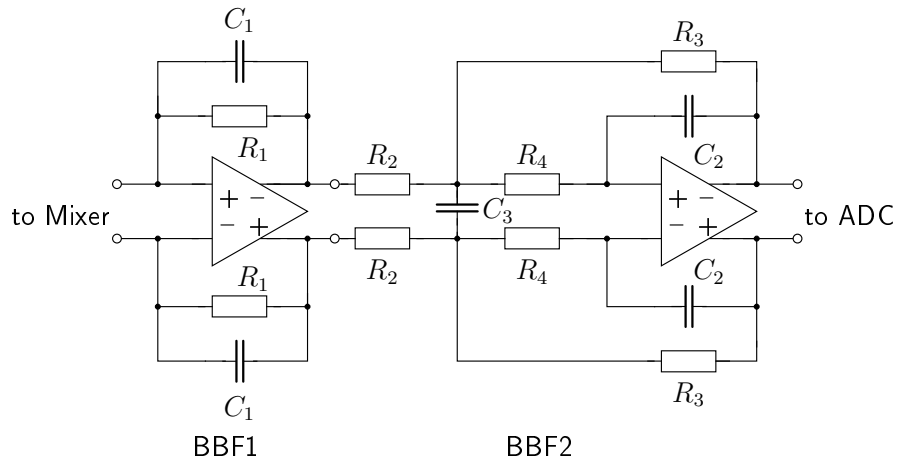 C₁
R₃
R₁
C₂
R₂
R₄
+ −
+ −
to Mixer
C₃
to ADC
− +
− +
R₂
R₄
R₁
C₂
C₁
R₃
BBF1
BBF2